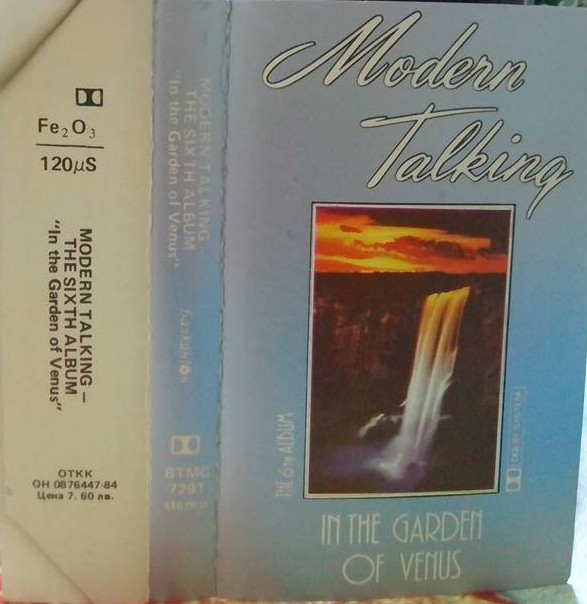 Fe₂O₃
120µS
MODERN TALKING –
THE SIXTH ALBUM
“In the Garden of Venus”
ОТКК
ОН 0876447-84
Цена 7. 60 лв.
MODERN TALKING –
THE SIXTH ALBUM
“In the Garden of Venus”
Балкантон
ВТМС
7291
stereo
Modern
Talking
THE 6TH ALBUM
IN THE GARDEN
OF VENUS